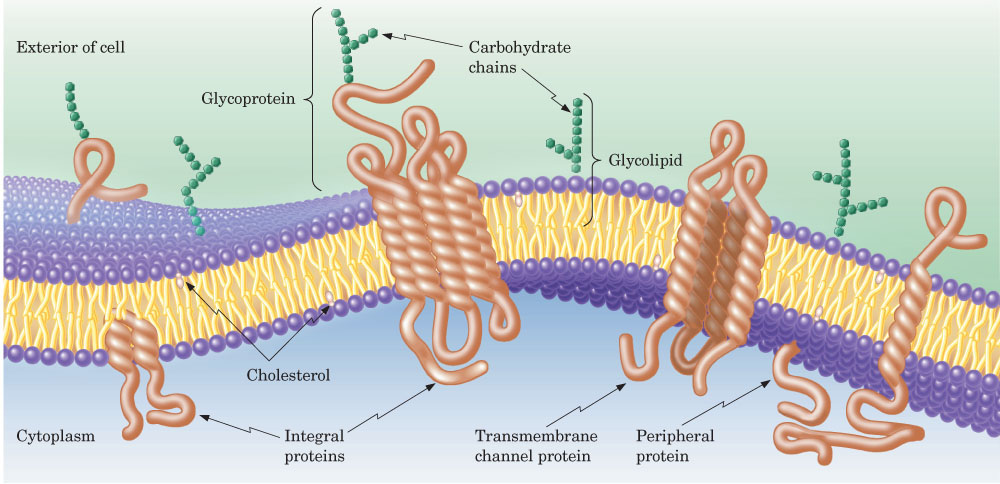 Exterior of cell
Carbohydrate
chains
Glycoprotein
Glycolipid
Cholesterol
Cytoplasm
Integral
proteins
Transmembrane
channel protein
Peripheral
protein